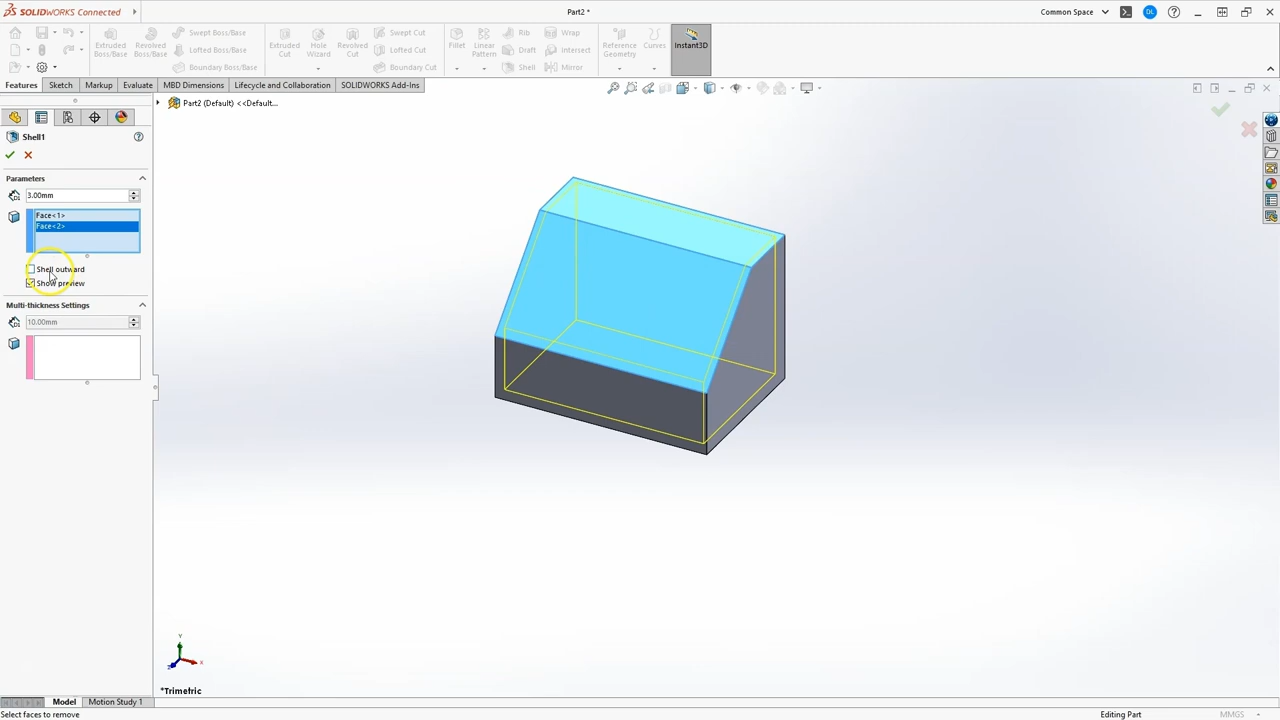 SOLIDWORKS Connected
Part2 *
Common Space
DL
Extruded Boss/Base
Revolved Boss/Base
Swept Boss/Base
Lofted Boss/Base
Boundary Boss/Base
Extruded Cut
Hole Wizard
Revolved Cut
Swept Cut
Lofted Cut
Boundary Cut
Fillet
Linear Pattern
Rib
Draft
Shell
Wrap
Intersect
Mirror
Reference Geometry
Curves
Instant3D
Features
Sketch
Markup
Evaluate
MBD Dimensions
Lifecycle and Collaboration
SOLIDWORKS Add-Ins
Part2 (Default) <<Default...
Shell1
Parameters
3.00mm
Face<1>
Face<2>
Shell outward
Show preview
Multi-thickness Settings
10.00mm
Y
X
Z
*Trimetric
Model
Motion Study 1
Select faces to remove
Editing Part
MMGS